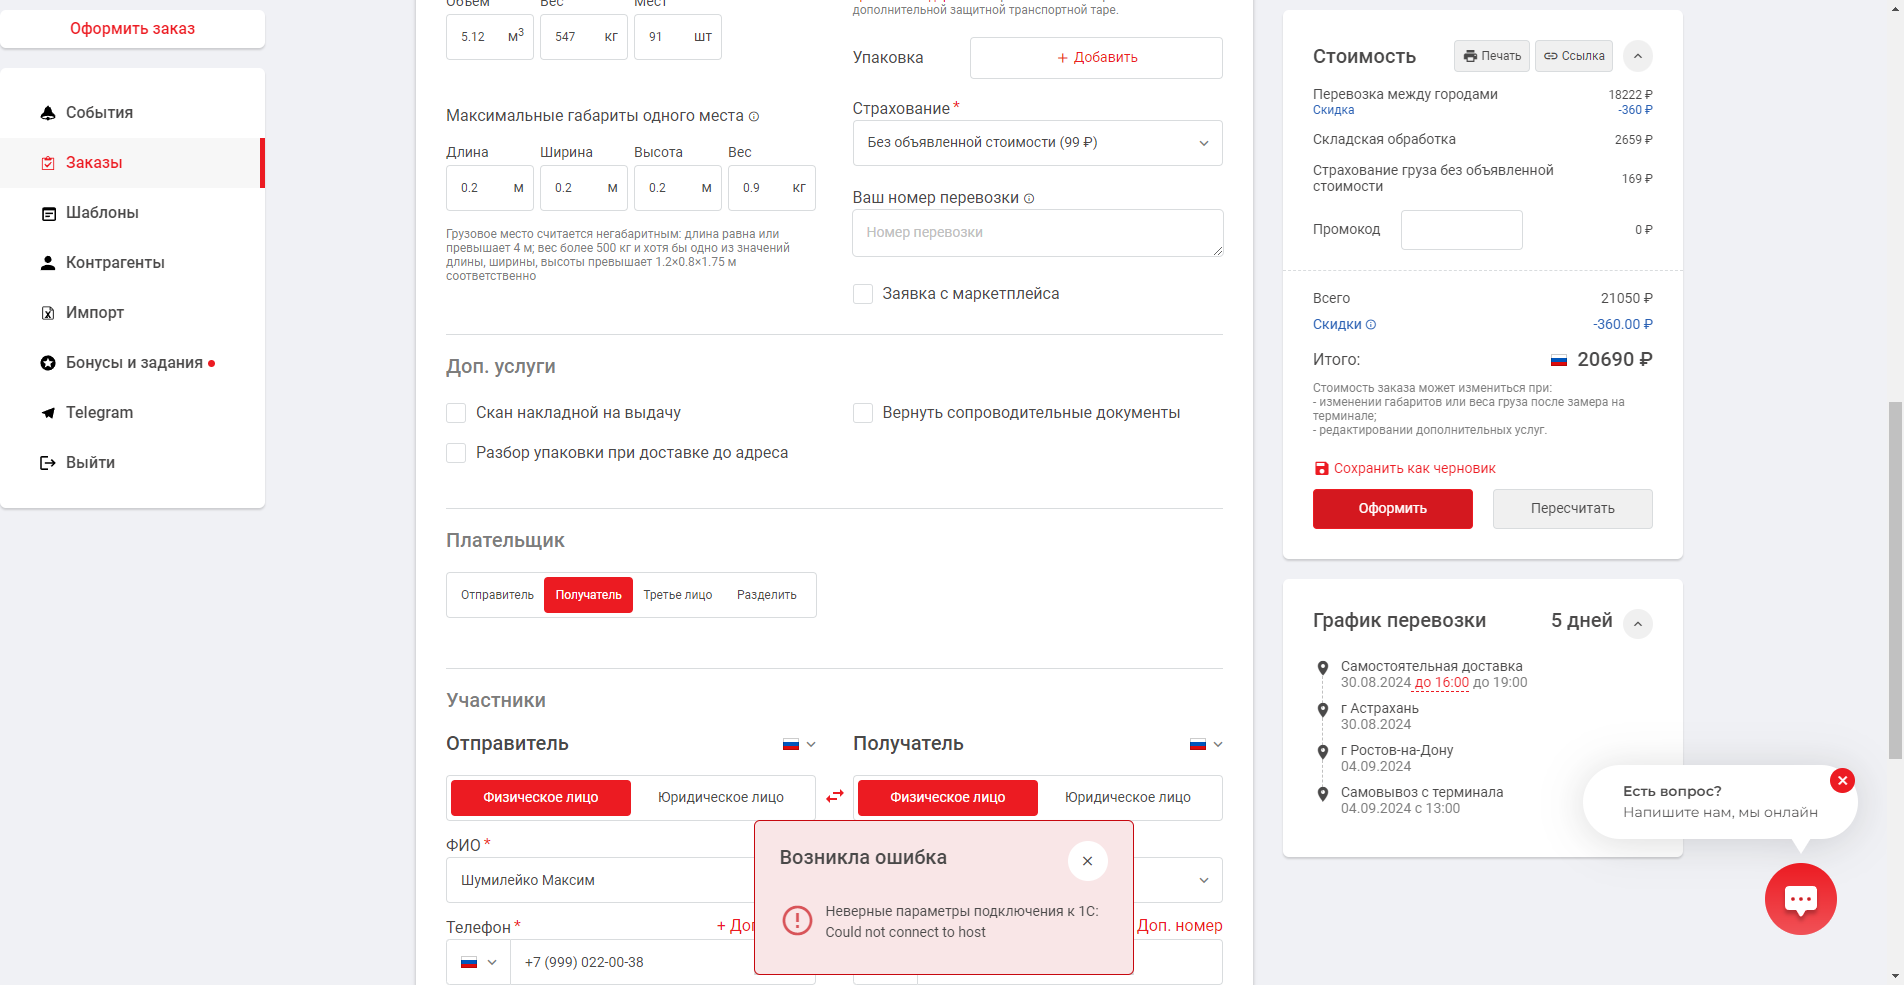 Оформить заказ
События
Заказы
Шаблоны
Контрагенты
Импорт
Бонусы и задания
Telegram
Выйти
Объем Вес Мест
5.12 м3 547 кг 91 шт
Максимальные габариты одного места
Длина Ширина Высота Вес
0.2 м 0.2 м 0.2 м 0.9 кг
Грузовое место считается негабаритным: длина равна или
превышает 4 м; вес более 500 кг и хотя бы одно из значений
длины, ширины, высоты превышает 1.2×0.8×1.75 м
соответственно
дополнительной защитной транспортной таре.
Упаковка
+ Добавить
Страхование *
Без объявленной стоимости (99 ₽)
Ваш номер перевозки
Номер перевозки
Заявка с маркетплейса
Доп. услуги
Скан накладной на выдачу
Вернуть сопроводительные документы
Разбор упаковки при доставке до адреса
Плательщик
Отправитель Получатель Третье лицо Разделить
Участники
Отправитель
Получатель
Физическое лицо Юридическое лицо
Физическое лицо Юридическое лицо
ФИО *
Шумилейко Максим
Телефон *
+ Доп
Доп. номер
+7 (999) 022-00-38
Возникла ошибка
Неверные параметры подключения к 1С:
Could not connect to host
Стоимость
Печать
Ссылка
Перевозка между городами 18222 ₽
Скидка -360 ₽
Складская обработка 2659 ₽
Страхование груза без объявленной
стоимости 169 ₽
Промокод 0 ₽
Всего 21050 ₽
Скидки -360.00 ₽
Итого: 20690 ₽
Стоимость заказа может измениться при:
- изменении габаритов или веса груза после замера на
терминале;
- редактировании дополнительных услуг.
Сохранить как черновик
Оформить
Пересчитать
График перевозки 5 дней
Самостоятельная доставка
30.08.2024 до 16:00 до 19:00
г Астрахань
30.08.2024
г Ростов-на-Дону
04.09.2024
Самовывоз с терминала
04.09.2024 с 13:00
Есть вопрос?
Напишите нам, мы онлайн